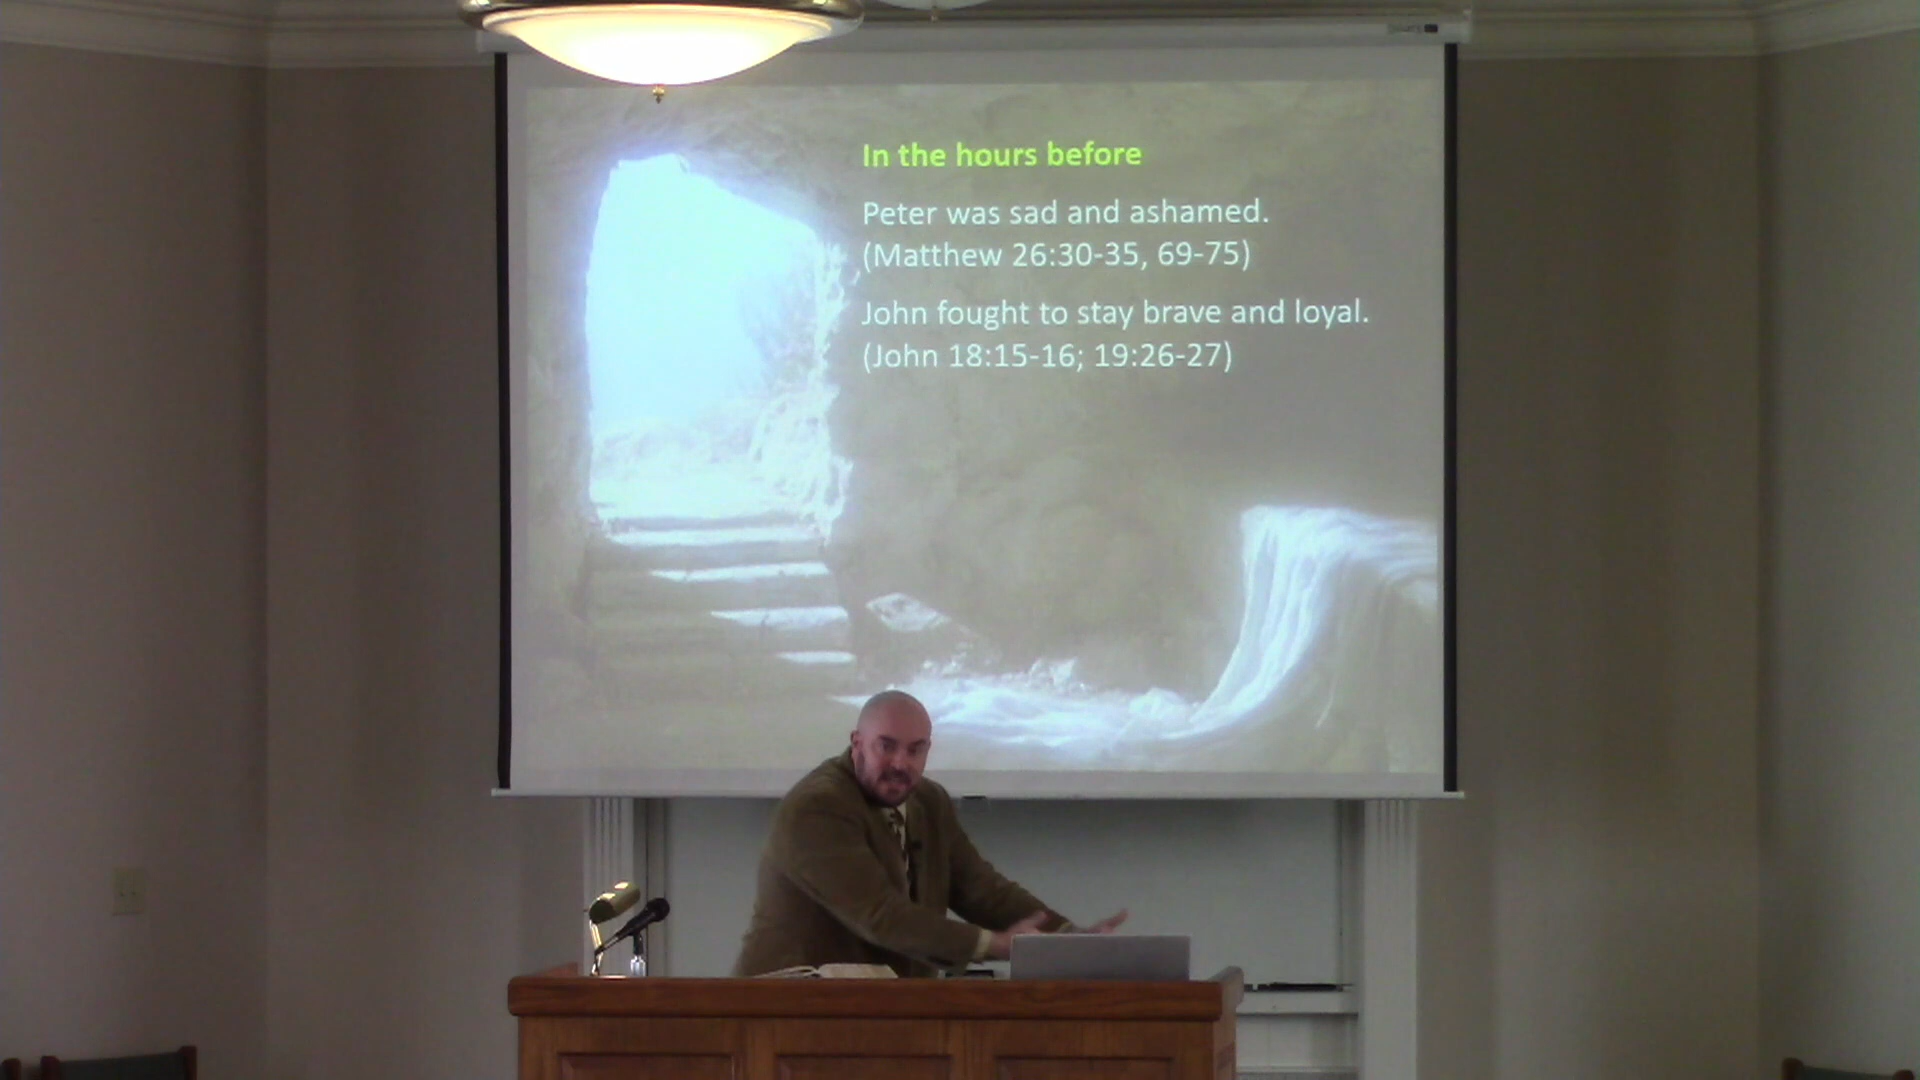 In the hours before
Peter was sad and ashamed.
(Matthew 26:30-35, 69-75)
John fought to stay brave and loyal.
(John 18:15-16; 19:26-27)